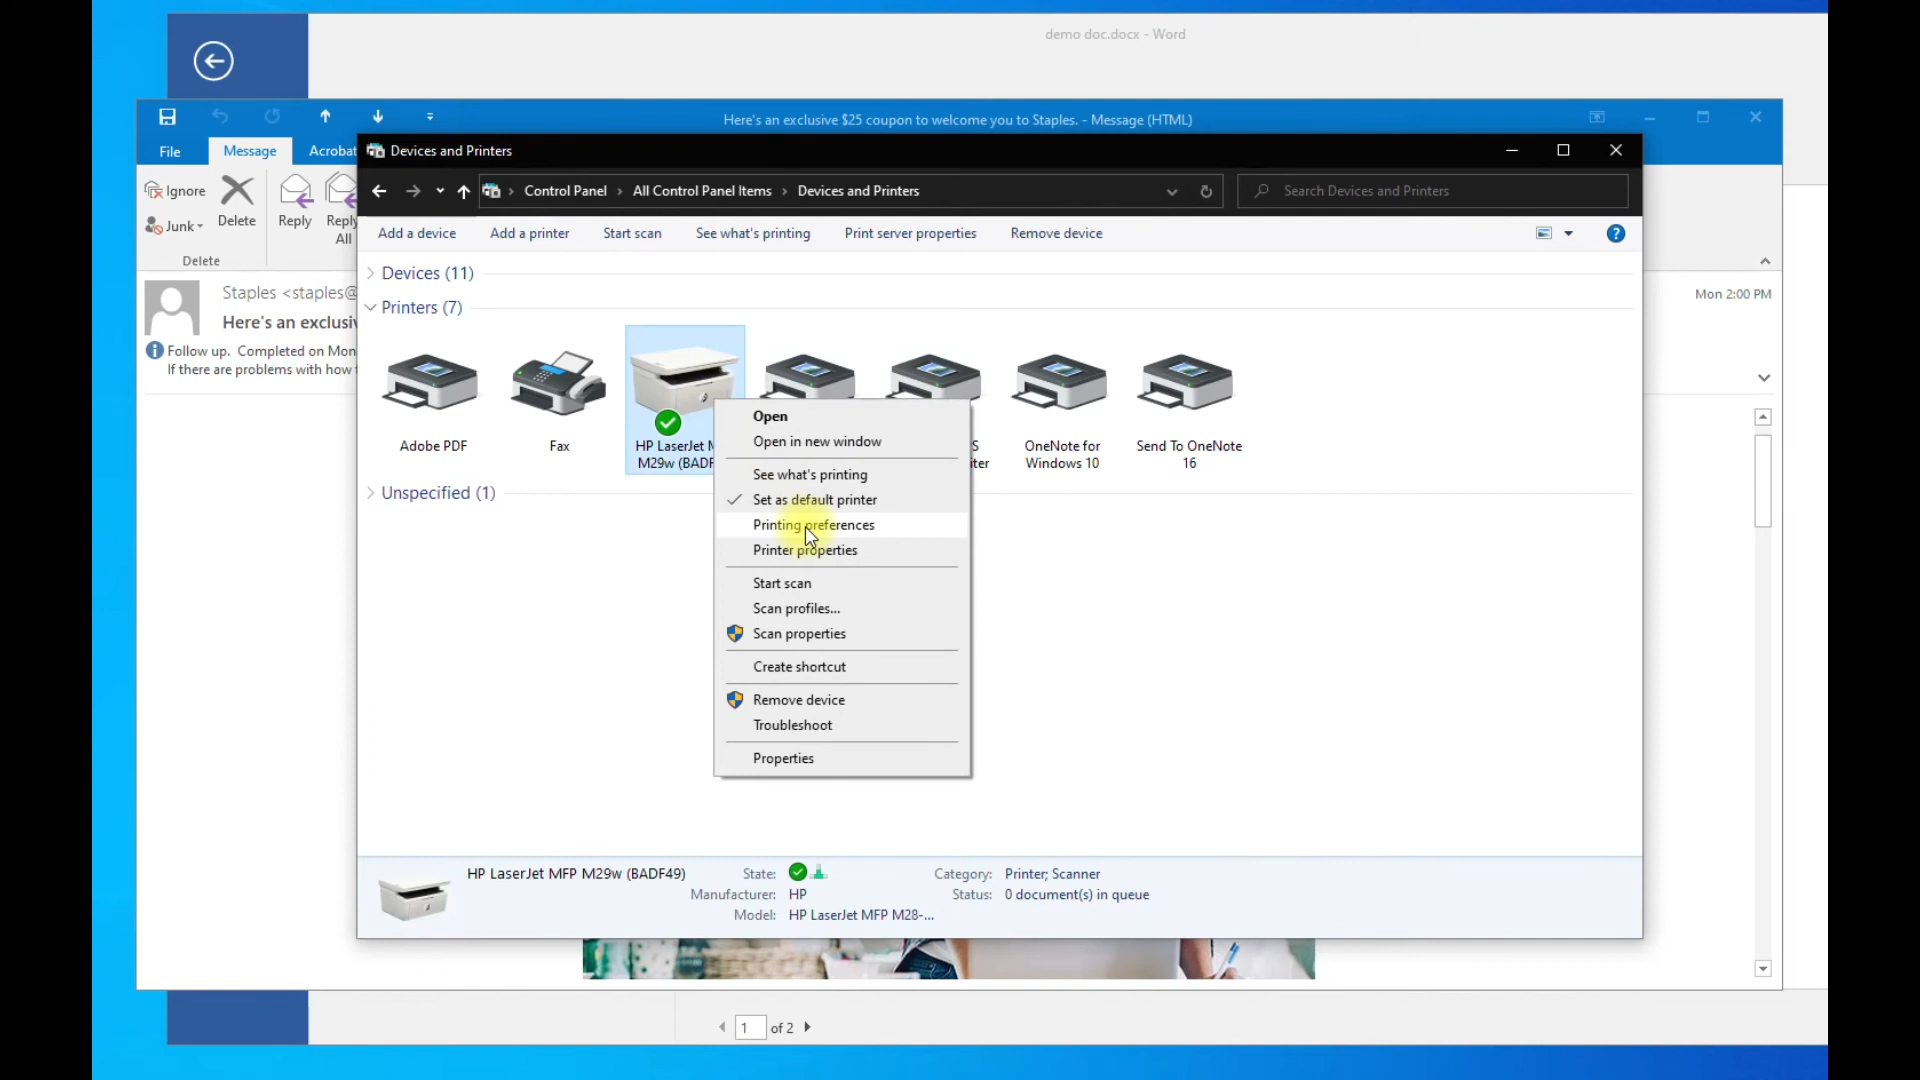 demo doc.docx - Word
Here's an exclusive $25 coupon to welcome you to Staples. - Message (HTML)
File
Message
Acrobat
Devices and Printers
Control Panel
All Control Panel Items
Devices and Printers
Search Devices and Printers
Ignore
Junk
Delete
Reply
Reply
All
Delete
Add a device
Add a printer
Start scan
See what's printing
Print server properties
Remove device
Staples <staples@
Mon 2:00 PM
Here's an exclusiv
Follow up. Completed on Mon
If there are problems with how
Devices (11)
Printers (7)
Adobe PDF
Fax
HP LaserJet M
M29w (BADF
S
iter
OneNote for
Windows 10
Send To OneNote
16
Unspecified (1)
Open
Open in new window
See what's printing
Set as default printer
Printing preferences
Printer properties
Start scan
Scan profiles...
Scan properties
Create shortcut
Remove device
Troubleshoot
Properties
HP LaserJet MFP M29w (BADF49)
State:
Manufacturer: HP
Model: HP LaserJet MFP M28-...
Category: Printer; Scanner
Status: 0 document(s) in queue
1 of 2